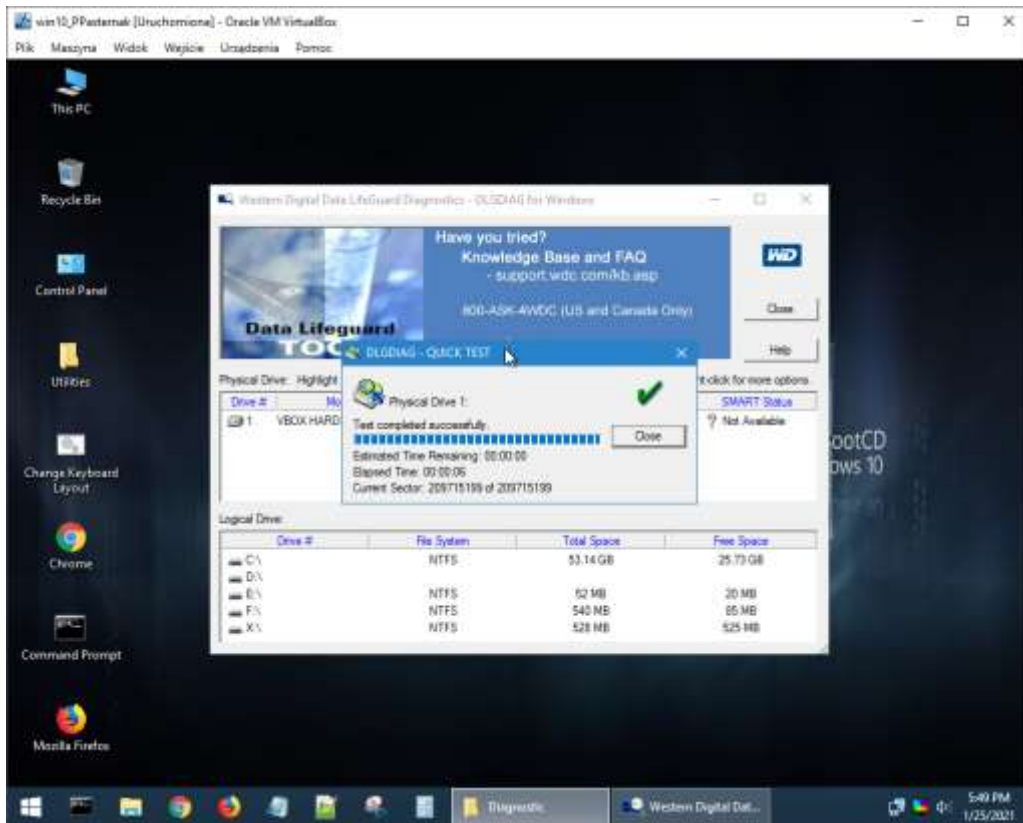 win10_PPasternak [Uruchomiona] - Oracle VM VirtualBox
Plik Maszyna Widok Wejście Urządzenia Pomoc
This PC
Recycle Bin
Control Panel
Utilities
Change Keyboard
Layout
Chrome
Command Prompt
Mozilla Firefox
Western Digital Data LifeGuard Diagnostics - DLGDIAG for Windows
Have you tried?
Knowledge Base and FAQ
- support.wdc.com/kb.asp
800-ASK-4WDC (US and Canada Only)
Data Lifeguard
TOO
WD
Close
Help
Physical Drive: Highlight
t-click for more options.
Drive #
Mo
SMART Status
1
VBOX HARD
Not Available
DLGDIAG - QUICK TEST
Physical Drive 1:
Test completed successfully.
Close
Estimated Time Remaining: 00:00:00
Elapsed Time: 00:00:06
Current Sector: 209715199 of 209715199
Logical Drive:
Drive # File System Total Space Free Space
C:\ NTFS 53.14 GB 25.73 GB
D:\
E:\ NTFS 52 MB 20 MB
F:\ NTFS 540 MB 85 MB
X:\ NTFS 528 MB 525 MB
ootCD
ows 10
Diagnostic
Western Digital Dat...
5:49 PM
1/25/2021